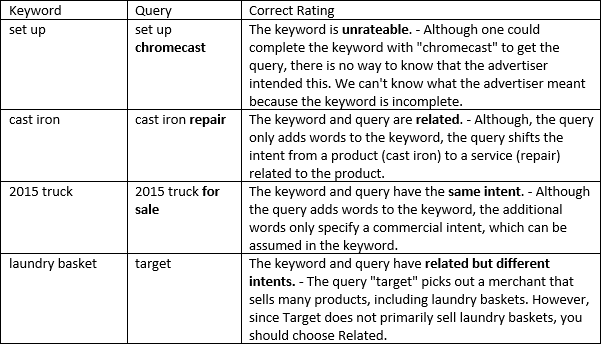 Keyword Query Correct Rating
set up set up The keyword is unrateable. - Although one could
chromecast complete the keyword with "chromecast" to get the
query, there is no way to know that the advertiser
intended this. We can't know what the advertiser meant
because the keyword is incomplete.
cast iron cast iron repair The keyword and query are related. - Although, the query
only adds words to the keyword, the query shifts the
intent from a product (cast iron) to a service (repair)
related to the product.
2015 truck 2015 truck for The keyword and query have the same intent. - Although
sale the query adds words to the keyword, the additional
words only specify a commercial intent, which can be
assumed in the keyword.
laundry basket target The keyword and query have related but different
intents. - The query "target" picks out a merchant that
sells many products, including laundry baskets. However,
since Target does not primarily sell laundry baskets, you
should choose Related.